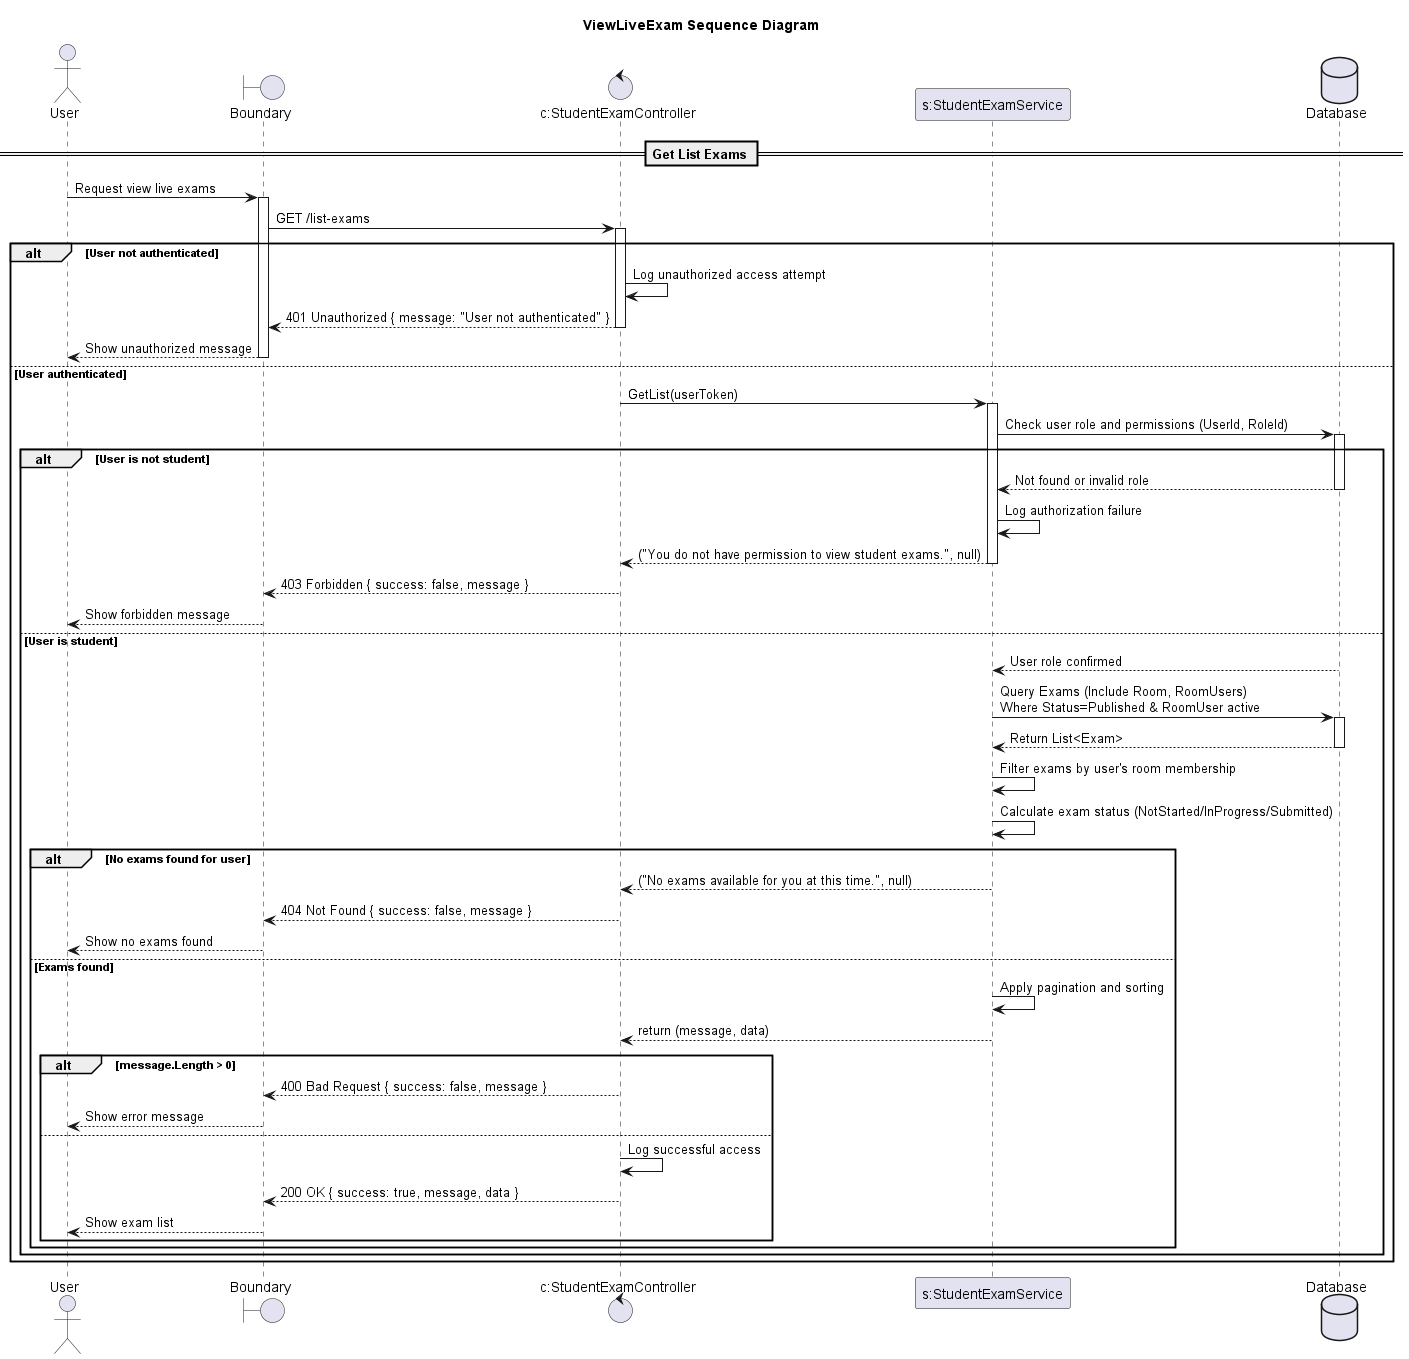 ViewLiveExam Sequence Diagram
User
Boundary
c:StudentExamController
s:StudentExamService
Database
Get List Exams
Request view live exams
GET /list-exams
alt
[User not authenticated]
Log unauthorized access attempt
401 Unauthorized { message: "User not authenticated" }
Show unauthorized message
[User authenticated]
GetList(userToken)
Check user role and permissions (UserId, RoleId)
alt
[User is not student]
Not found or invalid role
Log authorization failure
("You do not have permission to view student exams.", null)
403 Forbidden { success: false, message }
Show forbidden message
[User is student]
User role confirmed
Query Exams (Include Room, RoomUsers)
Where Status=Published & RoomUser active
Return List<Exam>
Filter exams by user's room membership
Calculate exam status (NotStarted/InProgress/Submitted)
alt
[No exams found for user]
("No exams available for you at this time.", null)
404 Not Found { success: false, message }
Show no exams found
[Exams found]
Apply pagination and sorting
return (message, data)
alt
[message.Length > 0]
400 Bad Request { success: false, message }
Show error message
Log successful access
200 OK { success: true, message, data }
Show exam list
User
Boundary
c:StudentExamController
s:StudentExamService
Database